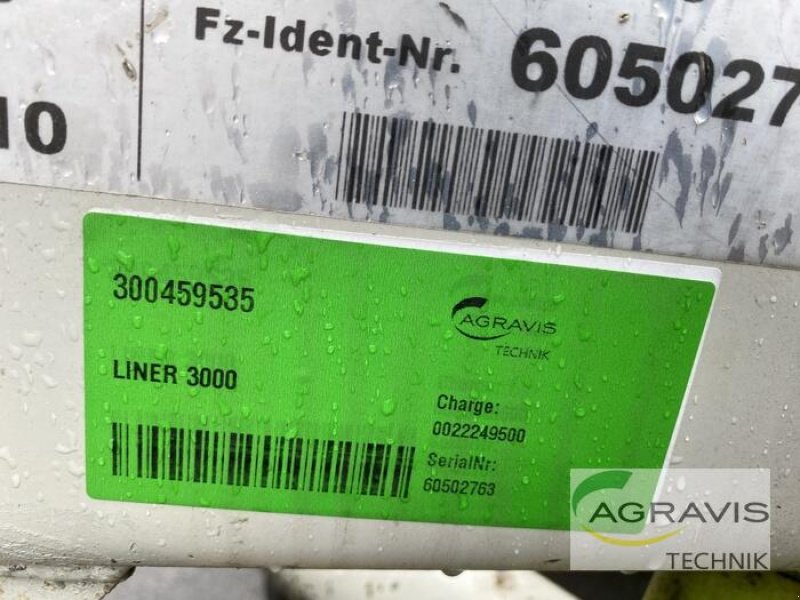 Fz-Ident-Nr. 605027
10
300459535
AGRAVIS
TECHNIK
LINER 3000
Charge:
0022249500
SerialNr:
60502763
AGRAVIS
TECHNIK